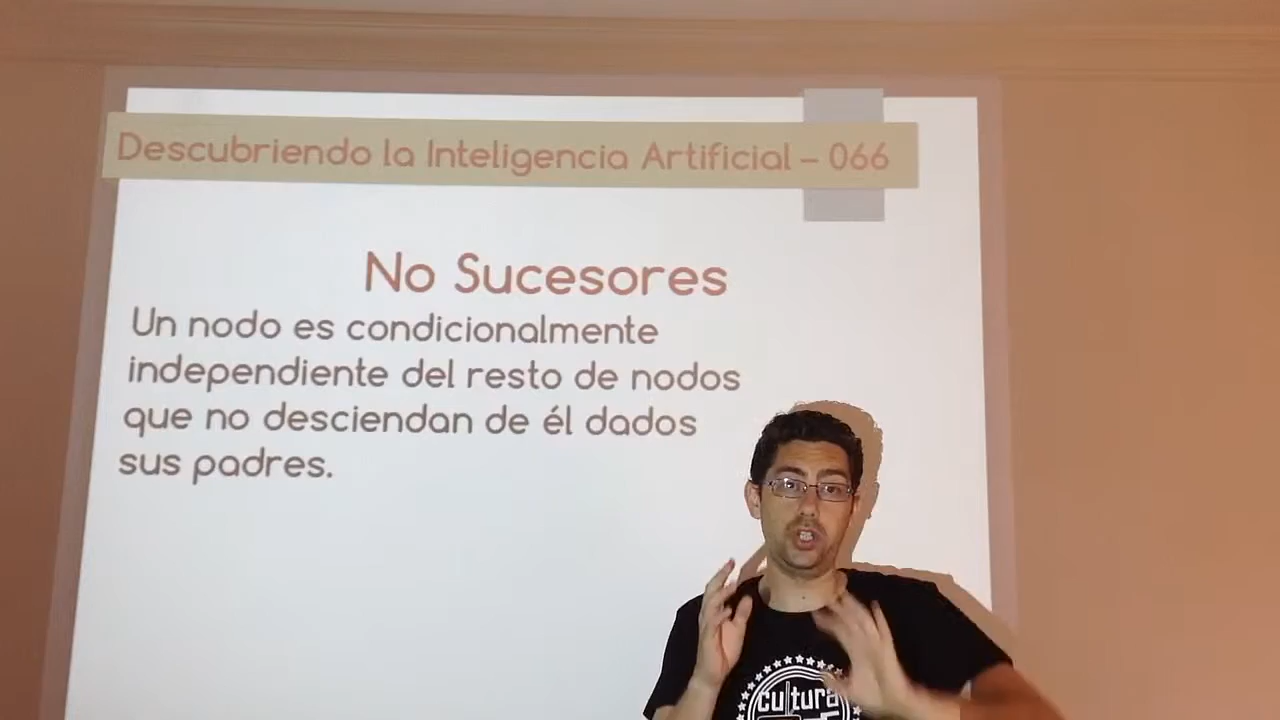 Descubriendo la Inteligencia Artificial – 066
No Sucesores
Un nodo es condicionalmente
independiente del resto de nodos
que no desciendan de él dados
sus padres.
cultura